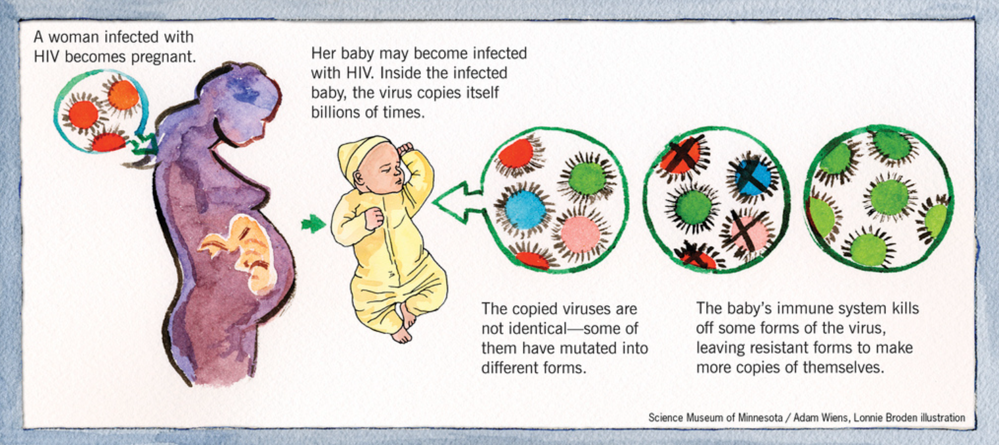 A woman infected with
HIV becomes pregnant.
Her baby may become infected
with HIV. Inside the infected
baby, the virus copies itself
billions of times.
The copied viruses are
not identical—some of
them have mutated into
different forms.
The baby's immune system kills
off some forms of the virus,
leaving resistant forms to make
more copies of themselves.
Science Museum of Minnesota / Adam Wiens, Lonnie Broden illustration